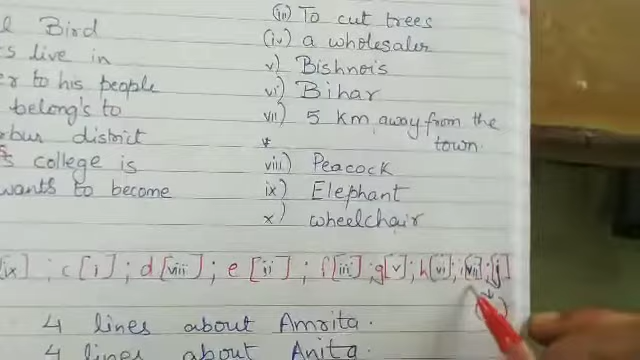 l Bird
s live in
er to his people
belong's to
bur district
s college is
wants to become
(iii) To cut trees
(iv) a wholesaler
v) Bishnois
vi) Bihar
vii) 5 km away from the
town.
viii) Peacock
ix) Elephant
x) wheelchair
[ix] ; c[i] ; d[viii] ; e[ii] ; f[iii] ; g[v] ; h[vi] ; i[vii] ; [j]
4 lines about Amrita.
4 lines about Anita.